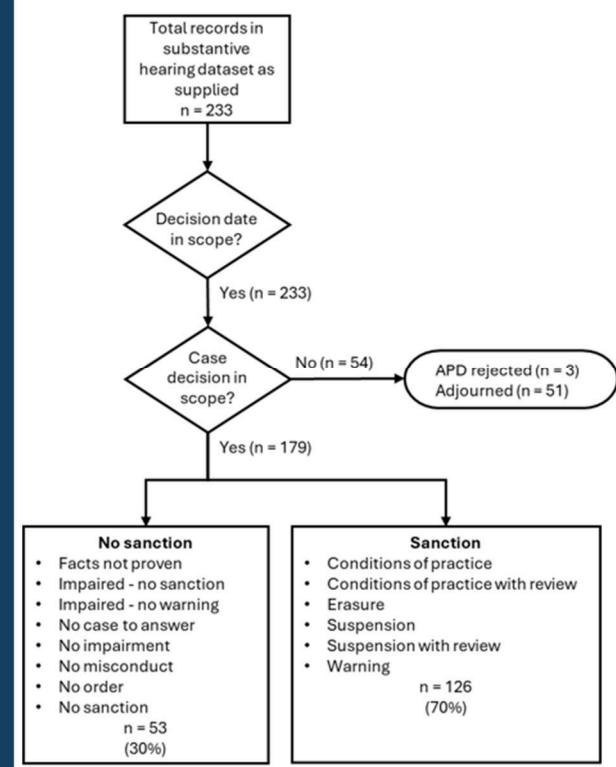 Total records in
substantive
hearing dataset as
supplied
n = 233
Decision date
in scope?
Yes (n = 233)
Case
decision in
scope?
No (n = 54)
APD rejected (n = 3)
Adjourned (n = 51)
Yes (n = 179)
No sanction
• Facts not proven
• Impaired - no sanction
• Impaired - no warning
• No case to answer
• No impairment
• No misconduct
• No order
• No sanction
n = 53
(30%)
Sanction
• Conditions of practice
• Conditions of practice with review
• Erasure
• Suspension
• Suspension with review
• Warning
n = 126
(70%)